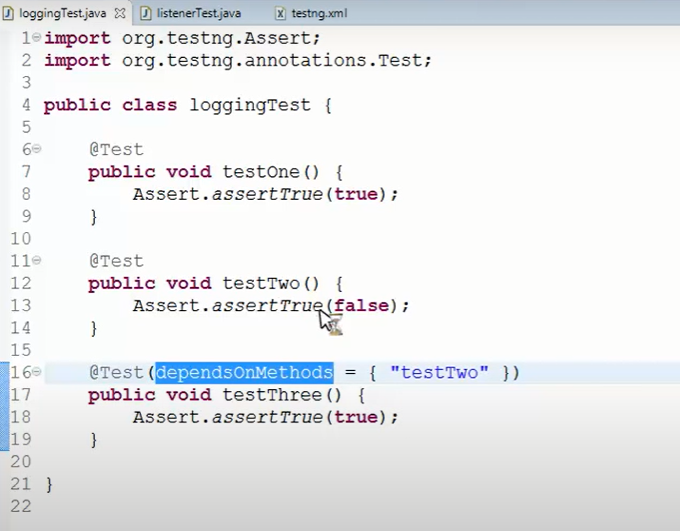 loggingTest.java listenerTest.java testng.xml
1 import org.testng.Assert;
2 import org.testng.annotations.Test;
3
4 public class loggingTest {
5
6 @Test
7 public void testOne() {
8 Assert.assertTrue(true);
9 }
10
11 @Test
12 public void testTwo() {
13 Assert.assertTrue(false);
14 }
15
16 @Test(dependsOnMethods = { "testTwo" })
17 public void testThree() {
18 Assert.assertTrue(true);
19 }
20
21 }
22